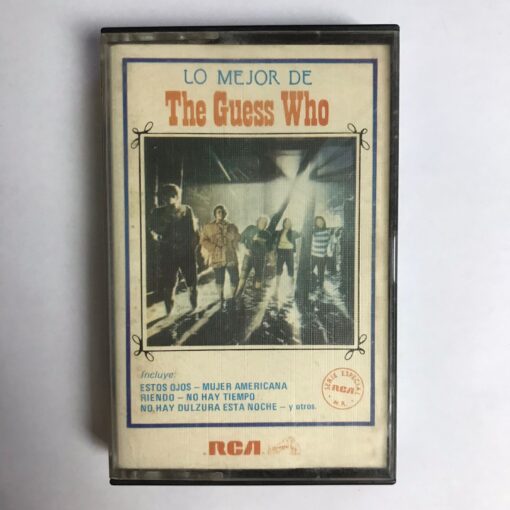 LO MEJOR DE
The Guess Who
Incluye:
ESTOS OJOS – MUJER AMERICANA
RIENDO – NO HAY TIEMPO
NO, HAY DULZURA ESTA NOCHE – y otros.
SERIE ESPECIAL
RCA
M.R.
RCA